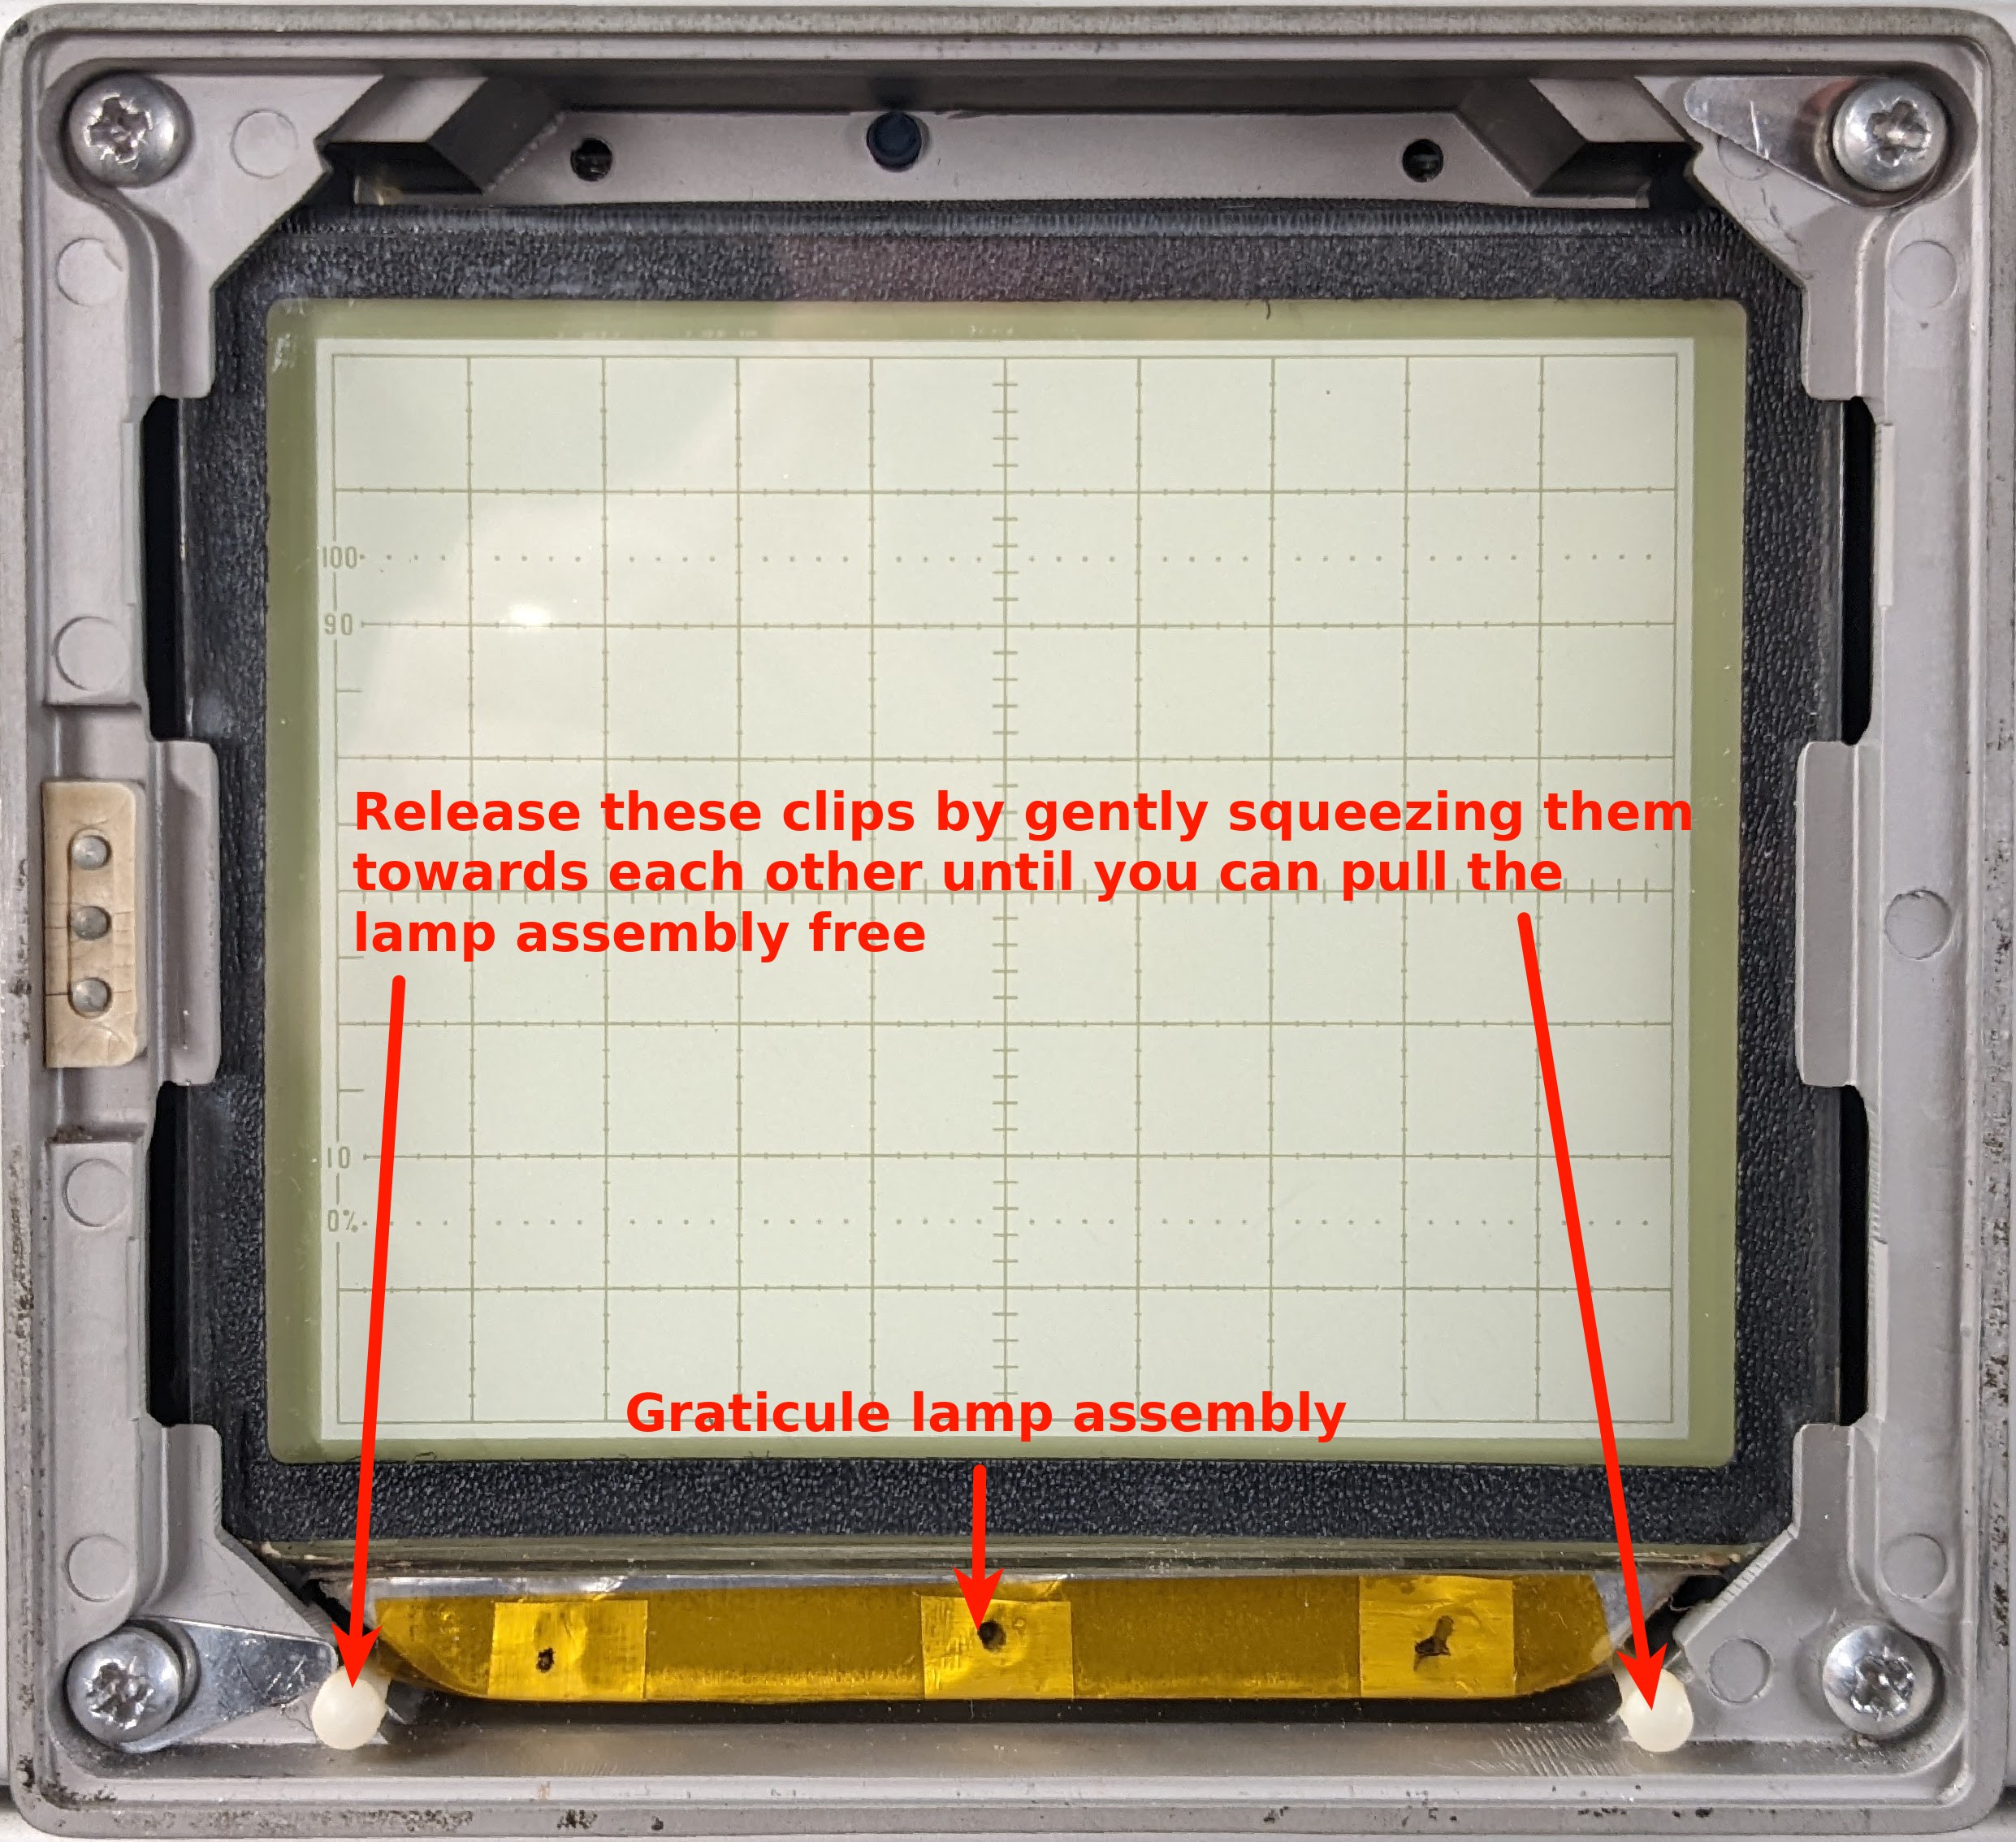 100
90
Release these clips by gently squeezing them
towards each other until you can pull the
lamp assembly free
10
0%
Graticule lamp assembly